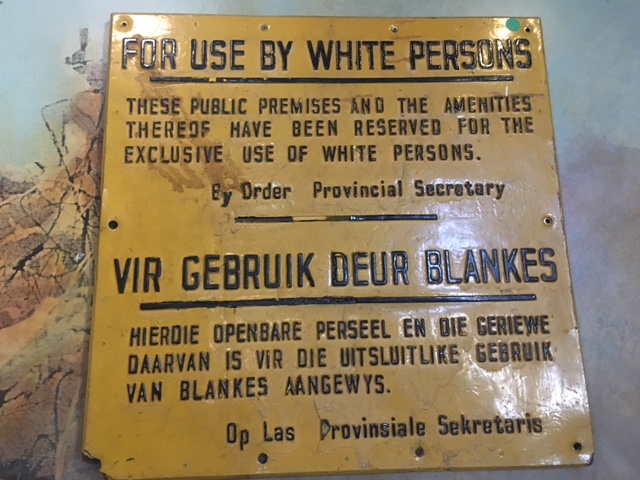 FOR USE BY WHITE PERSONS
THESE PUBLIC PREMISES AND THE AMENITIES
THEREOF HAVE BEEN RESERVED FOR THE
EXCLUSIVE USE OF WHITE PERSONS.
By Order Provincial Secretary
VIR GEBRUIK DEUR BLANKES
HIERDIE OPENBARE PERSEEL EN DIE GERIEWE
DAARVAN IS VIR DIE UITSLUITLIKE GEBRUIK
VAN BLANKES AANGEWYS.
Op Las Provinsiale Sekretaris